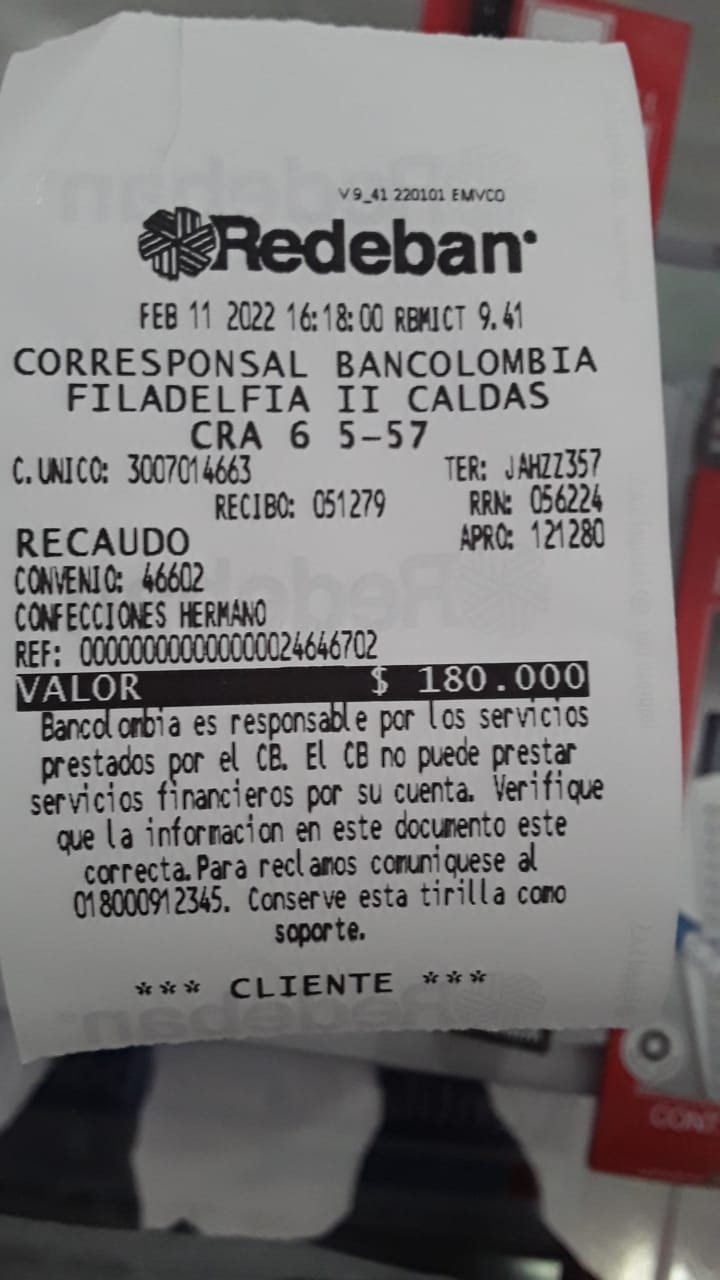 V9_41 220101 EMVCO
Redeban
FEB 11 2022 16:18:00 RBMICT 9.41
CORRESPONSAL BANCOLOMBIA
FILADELFIA II CALDAS
CRA 6 5-57
C. UNICO: 3007014663 TER: JAHZZ357
RECIBO: 051279 RRN: 056224
RECAUDO APRO: 121280
CONVENIO: 46602
CONFECCIONES HERMANO
REF: 000000000000000024646702
VALOR $ 180.000
Bancolombia es responsable por los servicios
prestados por el CB. El CB no puede prestar
servicios financieros por su cuenta. Verifique
que la informacion en este documento este
correcta. Para reclamos comuniquese al
018000912345. Conserve esta tirilla como
soporte.
*** CLIENTE ***
CONT